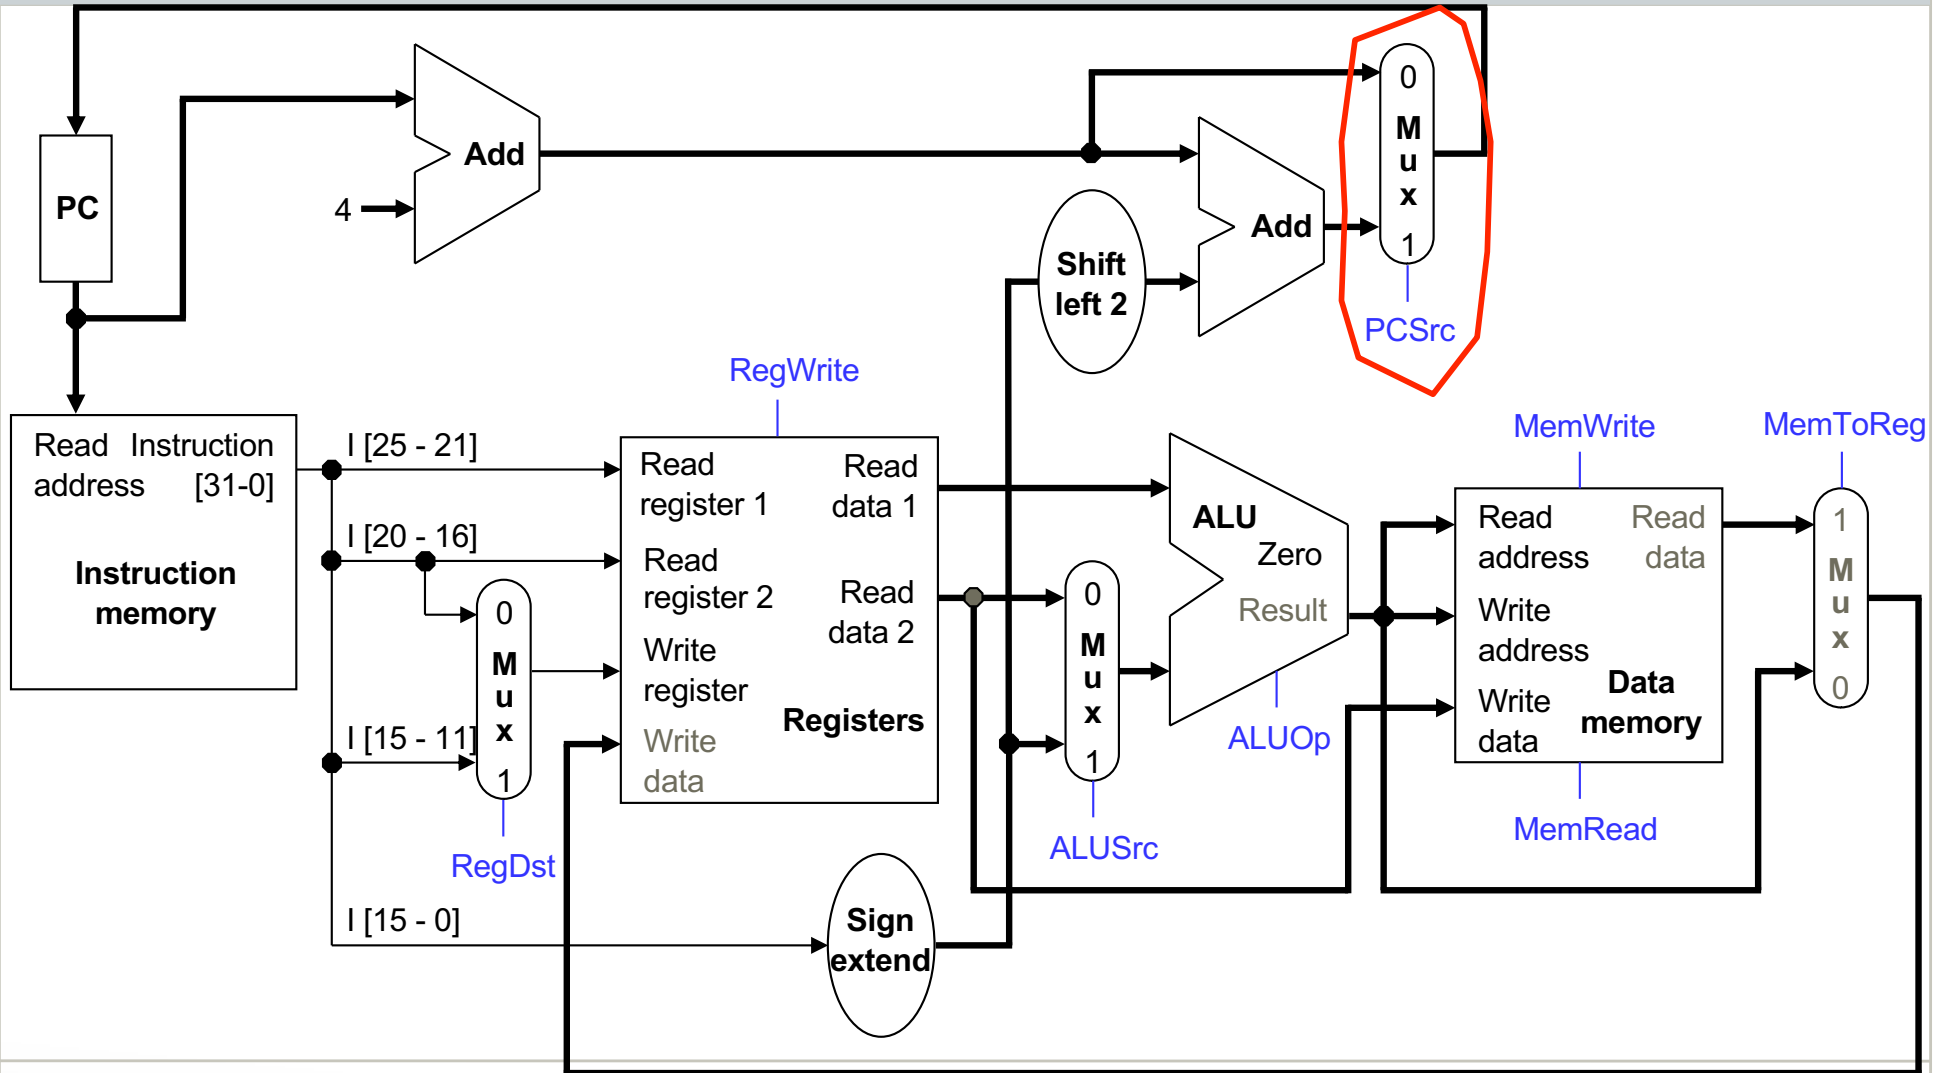 0
M
u
x
1
PCSrc
Add
4
PC
Add
Shift
left 2
RegWrite
MemWrite
MemToReg
Read Instruction
address [31-0]
Instruction
memory
I [25 - 21]
I [20 - 16]
0
M
u
x
1
I [15 - 11]
RegDst
I [15 - 0]
Read
register 1
Read
data 1
Read
register 2
Read
data 2
Write
register
Registers
Write
data
Sign
extend
0
M
u
x
1
ALUSrc
ALU
Zero
Result
ALUOp
Read
address
Read
data
Write
address
Data
memory
Write
data
MemRead
1
M
u
x
0